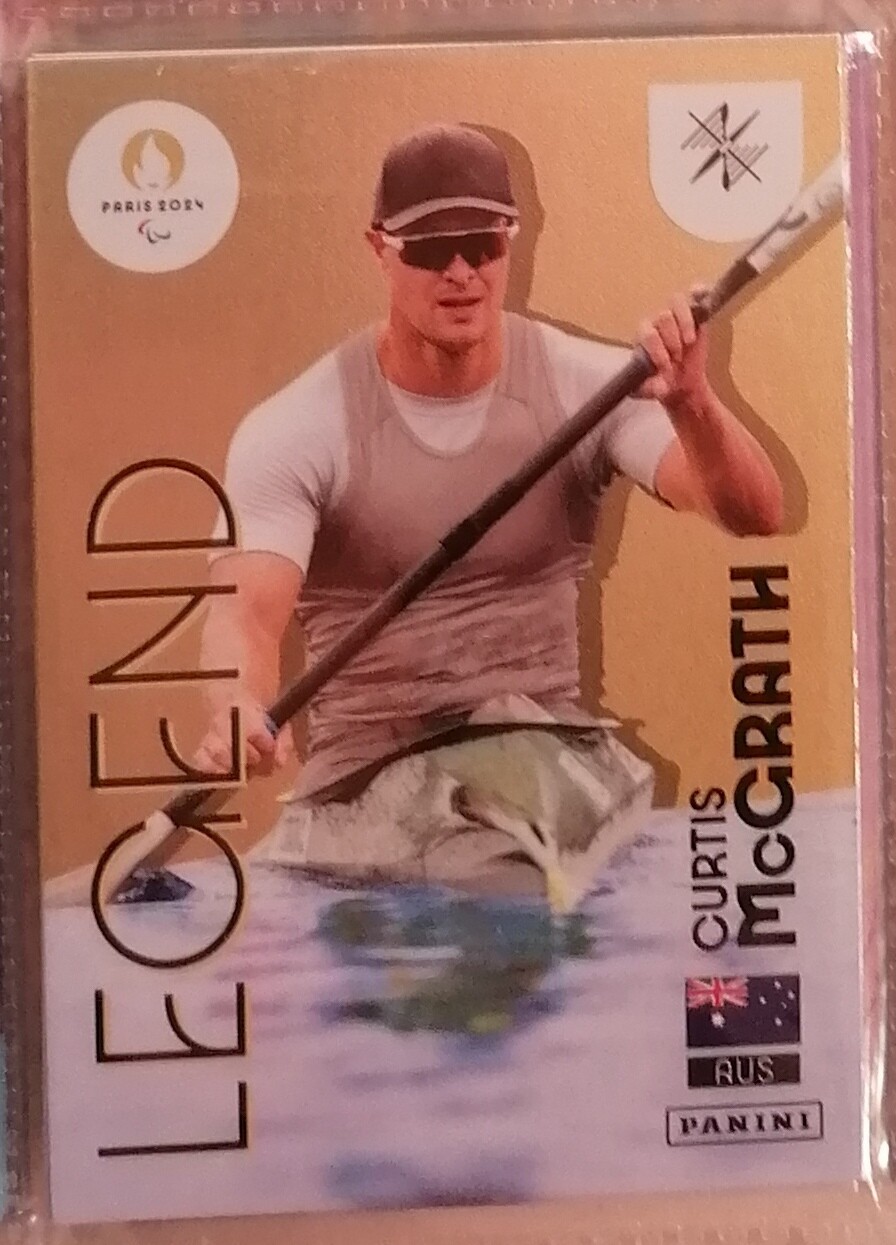 PARIS 2024
LEGEND
CURTIS
McGRATH
AUS
PANINI